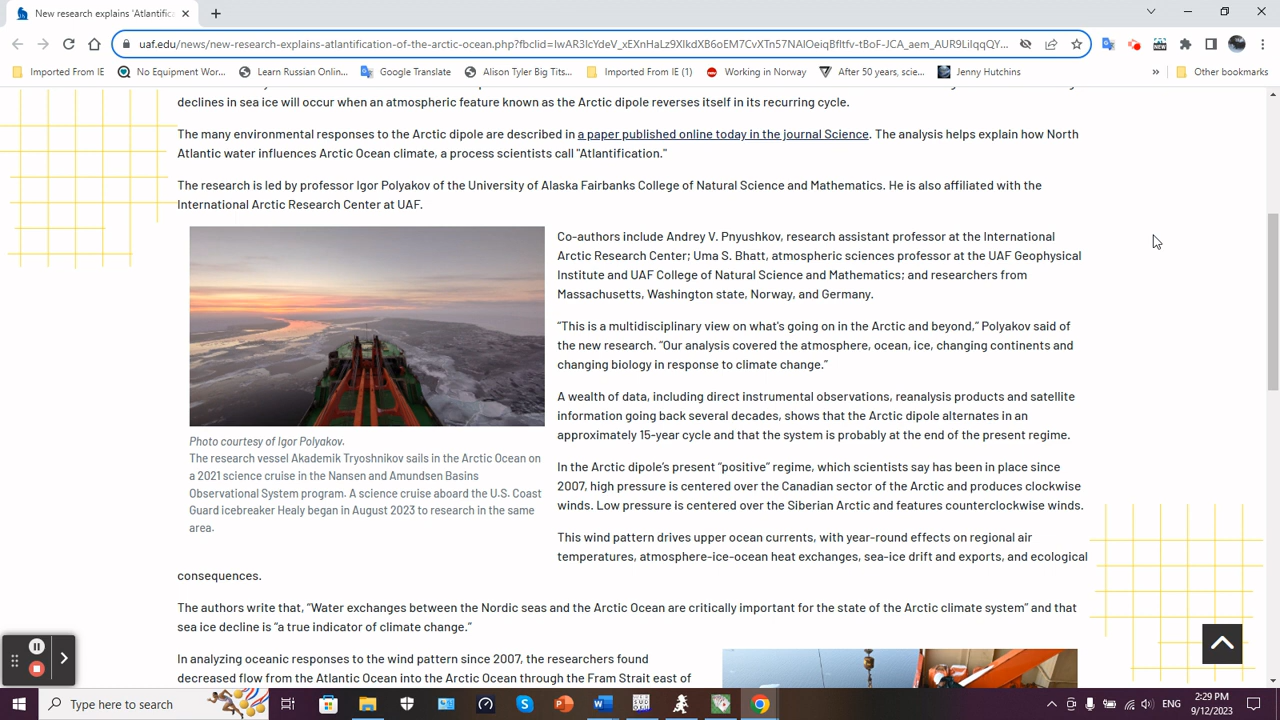 New research explains 'Atlantific
uaf.edu/news/new-research-explains-atlantification-of-the-arctic-ocean.php?fbclid=IwAR3IcYdeV_xEXnHaLz9XIkdXB6oEM7CvXTn57NAIOeiqBfltfv-tBoF-JCA_aem_AUR9LiIqqQY...
Imported From IE
No Equipment Wor...
Learn Russian Onlin...
Google Translate
Alison Tyler Big Tits...
Imported From IE (1)
Working in Norway
After 50 years, scie...
Jenny Hutchins
»
Other bookmarks
declines in sea ice will occur when an atmospheric feature known as the Arctic dipole reverses itself in its recurring cycle.
The many environmental responses to the Arctic dipole are described in a paper published online today in the journal Science. The analysis helps explain how North
Atlantic water influences Arctic Ocean climate, a process scientists call "Atlantification."
The research is led by professor Igor Polyakov of the University of Alaska Fairbanks College of Natural Science and Mathematics. He is also affiliated with the
International Arctic Research Center at UAF.
Co-authors include Andrey V. Pnyushkov, research assistant professor at the International
Arctic Research Center; Uma S. Bhatt, atmospheric sciences professor at the UAF Geophysical
Institute and UAF College of Natural Science and Mathematics; and researchers from
Massachusetts, Washington state, Norway, and Germany.
“This is a multidisciplinary view on what’s going on in the Arctic and beyond,” Polyakov said of
the new research. “Our analysis covered the atmosphere, ocean, ice, changing continents and
changing biology in response to climate change.”
A wealth of data, including direct instrumental observations, reanalysis products and satellite
information going back several decades, shows that the Arctic dipole alternates in an
approximately 15-year cycle and that the system is probably at the end of the present regime.
In the Arctic dipole’s present “positive” regime, which scientists say has been in place since
2007, high pressure is centered over the Canadian sector of the Arctic and produces clockwise
winds. Low pressure is centered over the Siberian Arctic and features counterclockwise winds.
This wind pattern drives upper ocean currents, with year-round effects on regional air
temperatures, atmosphere-ice-ocean heat exchanges, sea-ice drift and exports, and ecological
consequences.
Photo courtesy of Igor Polyakov.
The research vessel Akademik Tryoshnikov sails in the Arctic Ocean on
a 2021 science cruise in the Nansen and Amundsen Basins
Observational System program. A science cruise aboard the U.S. Coast
Guard icebreaker Healy began in August 2023 to research in the same
area.
The authors write that, “Water exchanges between the Nordic seas and the Arctic Ocean are critically important for the state of the Arctic climate system” and that
sea ice decline is “a true indicator of climate change.”
In analyzing oceanic responses to the wind pattern since 2007, the researchers found
decreased flow from the Atlantic Ocean into the Arctic Ocean through the Fram Strait east of
Type here to search
ENG
2:29 PM
9/12/2023